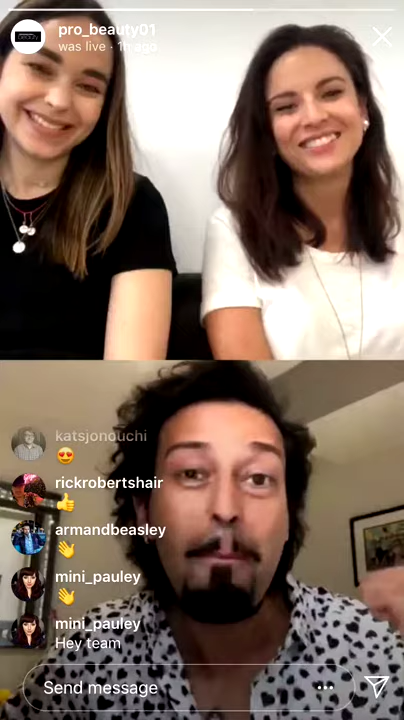 pro_beauty01
was live · 1h ago
katsjonouchi
rickrobertshair
armandbeasley
mini_pauley
mini_pauley
Hey team
Send message